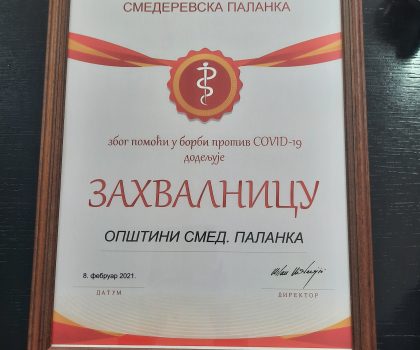 СМЕДЕРЕВСКА ПАЛАНКА
због помоћи у борби против COVID-19
додељује
ЗАХВАЛНИЦУ
ОПШТИНИ СМЕД. ПАЛАНКА
8. фебруар 2021.
ДАТУМ
ДИРЕКТОР